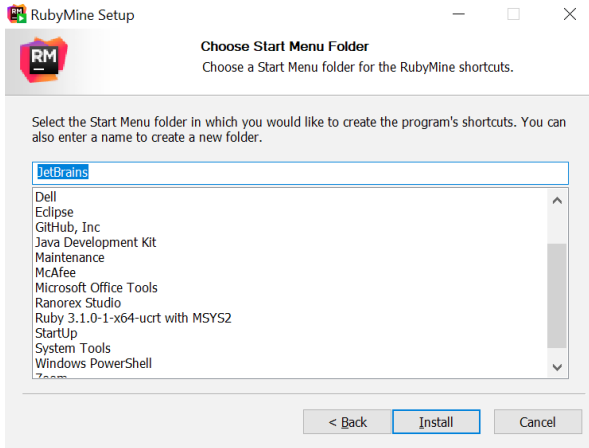 RubyMine Setup
RM
Choose Start Menu Folder
Choose a Start Menu folder for the RubyMine shortcuts.
Select the Start Menu folder in which you would like to create the program's shortcuts. You can
also enter a name to create a new folder.
JetBrains
Dell
Eclipse
GitHub, Inc
Java Development Kit
Maintenance
McAfee
Microsoft Office Tools
Ranorex Studio
Ruby 3.1.0-1-x64-ucrt with MSYS2
StartUp
System Tools
Windows PowerShell
< Back
Install
Cancel